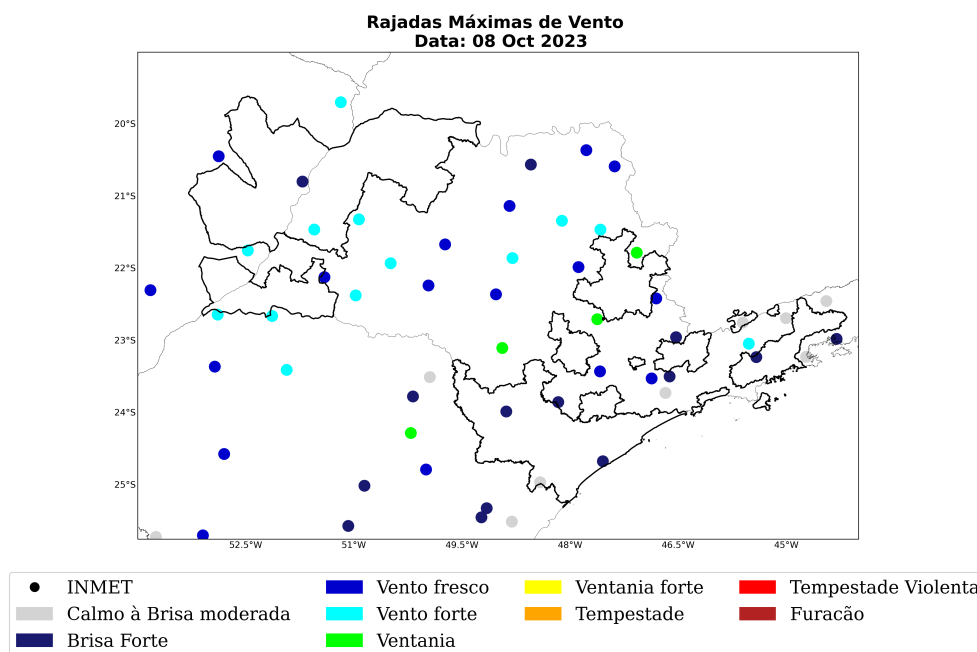 Rajadas Máximas de Vento
Data: 08 Oct 2023
20°S
21°S
22°S
23°S
24°S
25°S
52.5°W 51°W 49.5°W 48°W 46.5°W 45°W
INMET Vento fresco Ventania forte Tempestade Violenta
Calmo à Brisa moderada Vento forte Tempestade Furacão
Brisa Forte Ventania